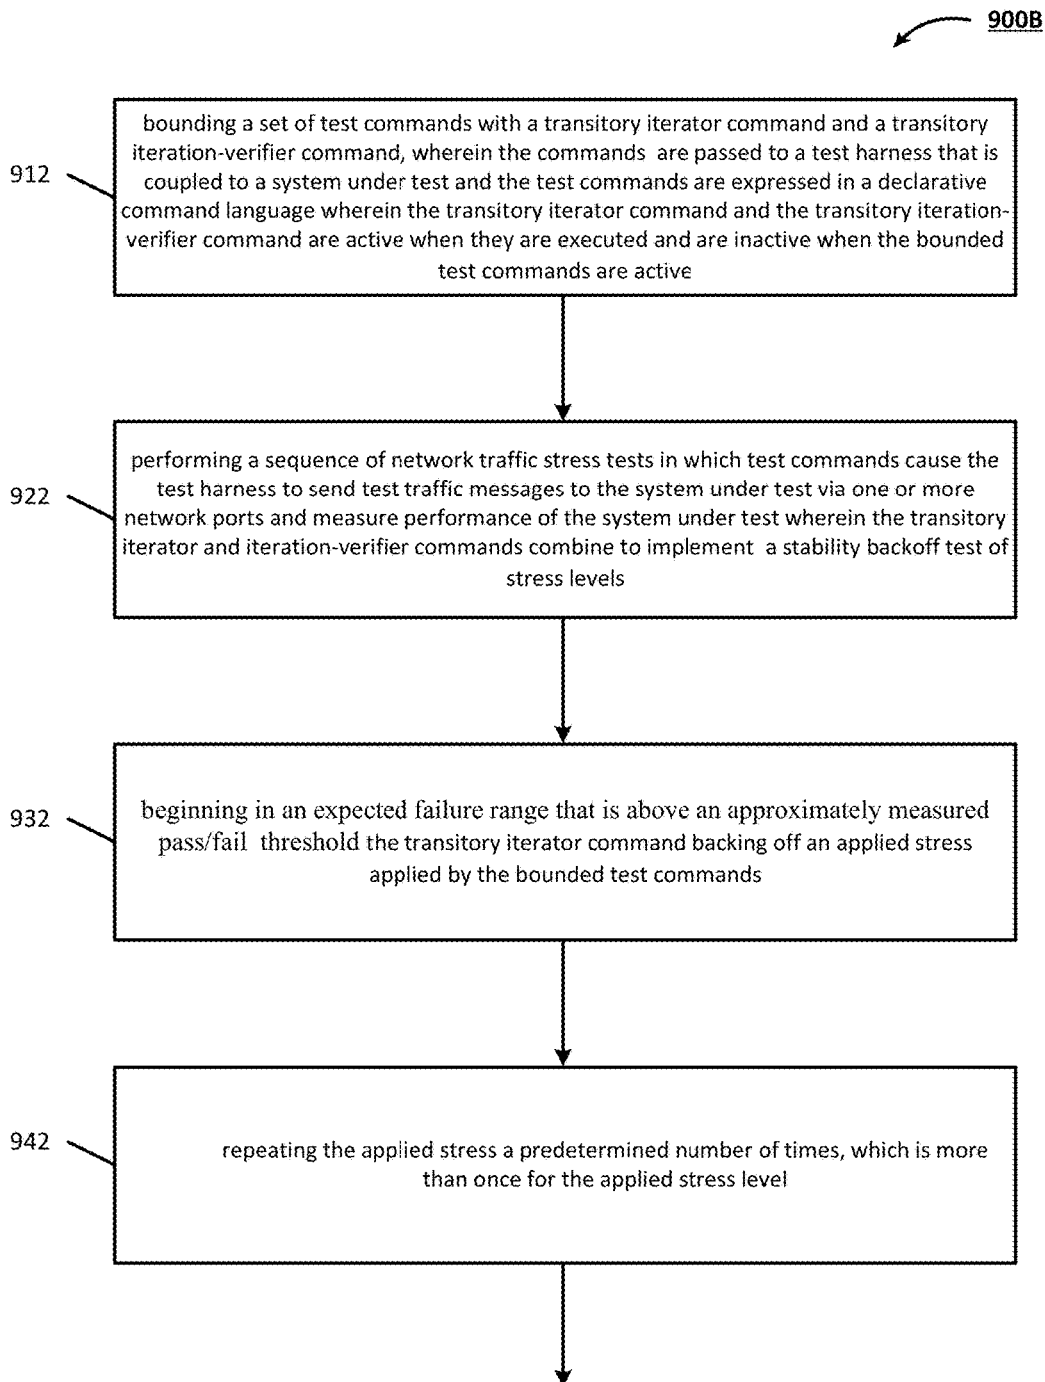 900B
912
bounding a set of test commands with a transitory iterator command and a transitory
iteration-verifier command, wherein the commands are passed to a test harness that is
coupled to a system under test and the test commands are expressed in a declarative
command language wherein the transitory iterator command and the transitory iteration-
verifier command are active when they are executed and are inactive when the bounded
test commands are active
922
performing a sequence of network traffic stress tests in which test commands cause the
test harness to send test traffic messages to the system under test via one or more
network ports and measure performance of the system under test wherein the transitory
iterator and iteration-verifier commands combine to implement a stability backoff test of
stress levels
932
beginning in an expected failure range that is above an approximately measured
pass/fail threshold the transitory iterator command backing off an applied stress
applied by the bounded test commands
942
repeating the applied stress a predetermined number of times, which is more
than once for the applied stress level